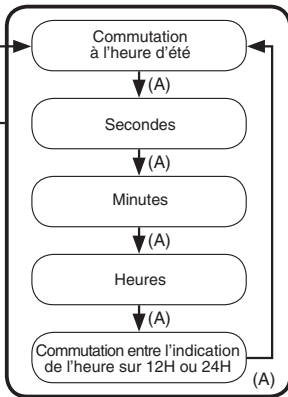 Commutation
à l'heure d'été
(A)
Secondes
(A)
Minutes
(A)
Heures
(A)
Commutation entre l'indication
de l'heure sur 12H ou 24H
(A)